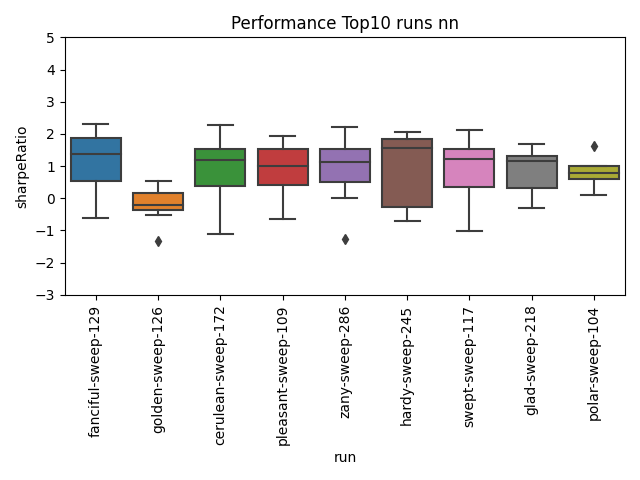 Performance Top10 runs nn
sharpeRatio
5
4
3
2
1
0
−1
−2
−3
fanciful-sweep-129
golden-sweep-126
cerulean-sweep-172
pleasant-sweep-109
zany-sweep-286
hardy-sweep-245
swept-sweep-117
glad-sweep-218
polar-sweep-104
run